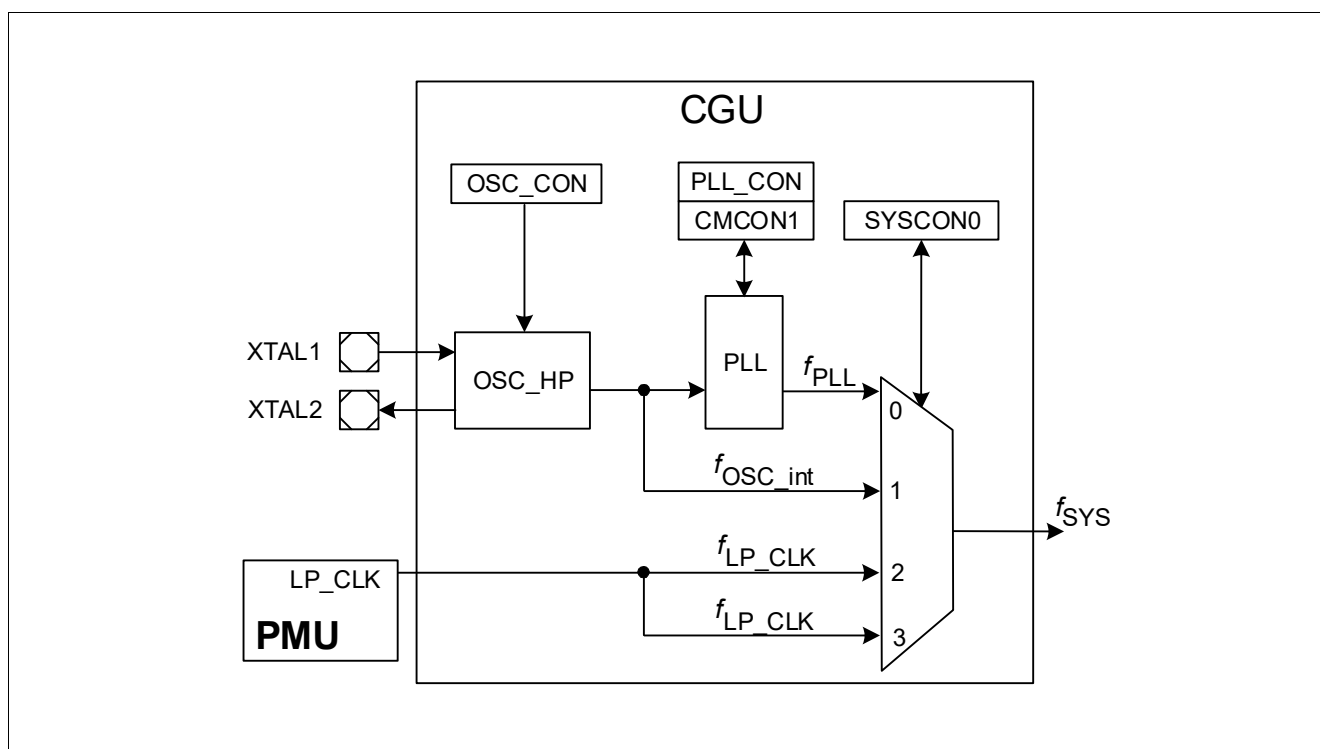 CGU
OSC_CON
PLL_CON
CMCON1
SYSCON0
XTAL1
XTAL2
OSC_HP
PLL
fPLL
0
fOSC_int
1
fSYS
fLP_CLK
2
LP_CLK
PMU
fLP_CLK
3